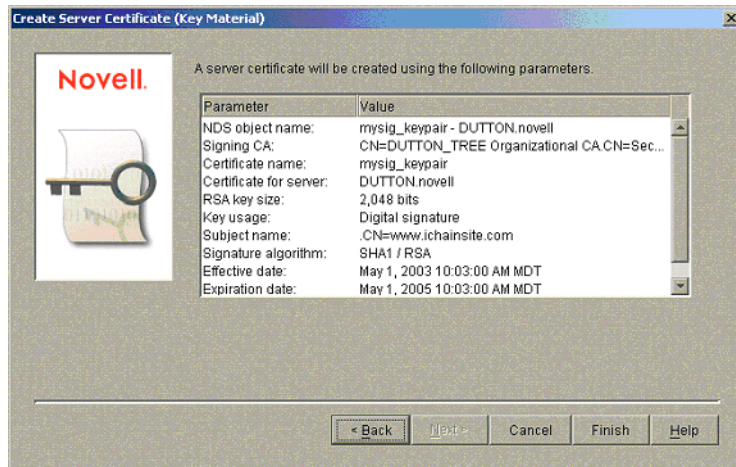 Create Server Certificate (Key Material)
Novell.
A server certificate will be created using the following parameters.
Parameter Value
NDS object name: mysig_keypair - DUTTON.novell
Signing CA: CN=DUTTON_TREE Organizational CA.CN=Sec...
Certificate name: mysig_keypair
Certificate for server: DUTTON.novell
RSA key size: 2,048 bits
Key usage: Digital signature
Subject name: .CN=www.ichainsite.com
Signature algorithm: SHA1 / RSA
Effective date: May 1, 2003 10:03:00 AM MDT
Expiration date: May 1, 2005 10:03:00 AM MDT
< Back Next > Cancel Finish Help